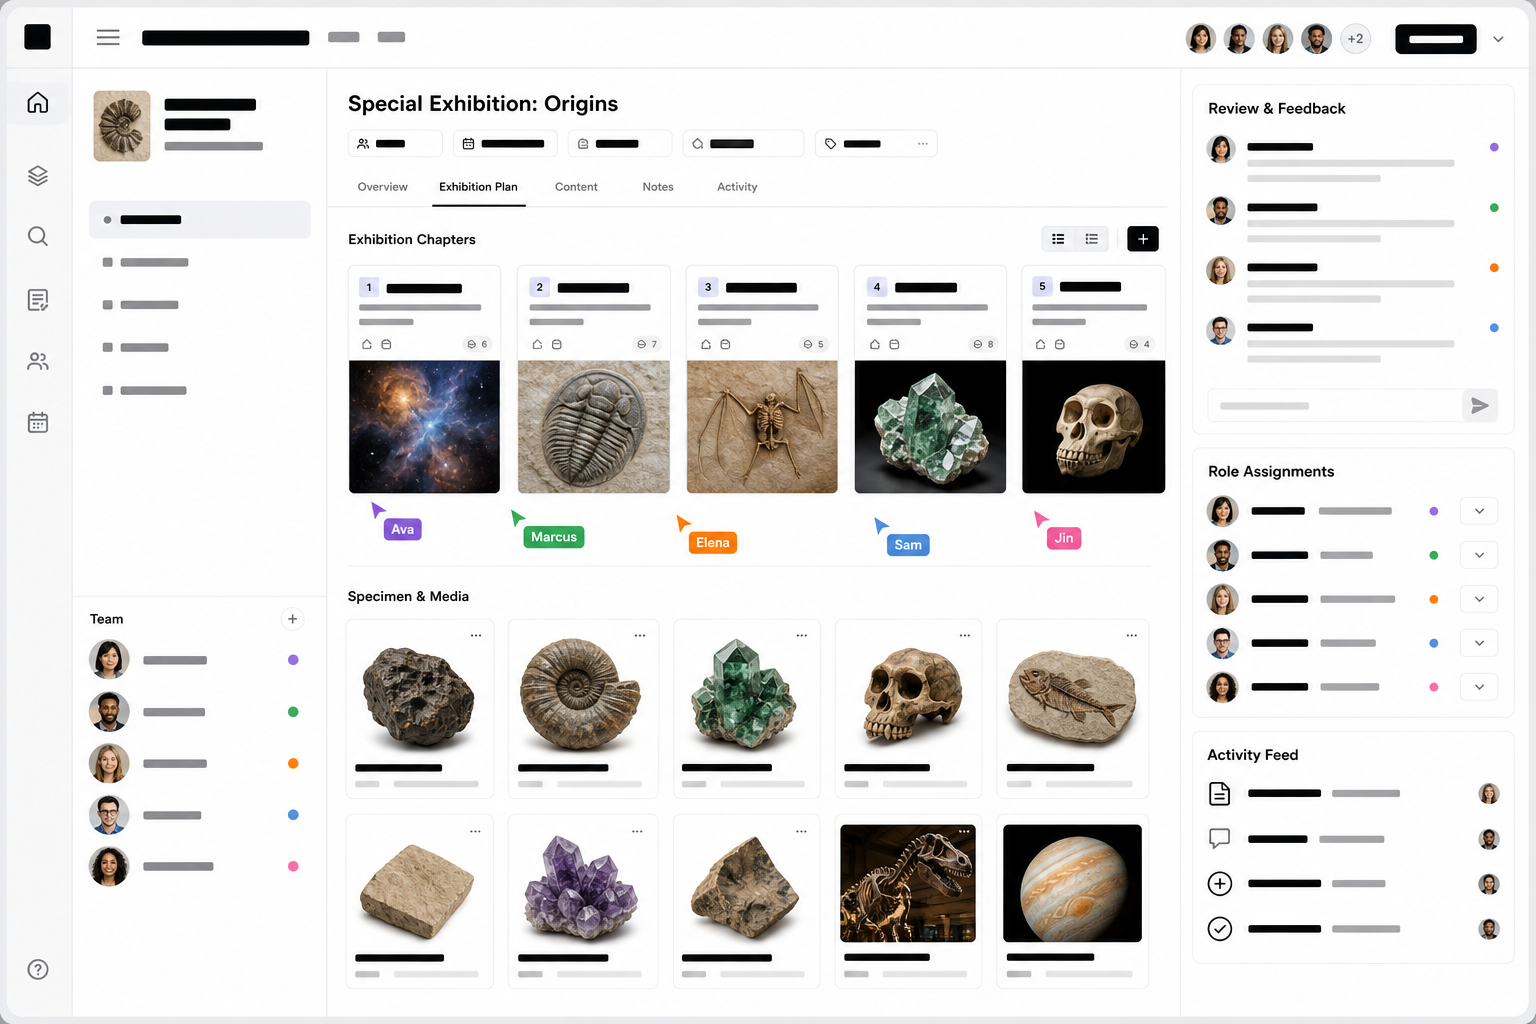 +2
Special Exhibition: Origins
Overview
Exhibition Plan
Content
Notes
Activity
Exhibition Chapters
1
2
3
4
5
6
7
5
8
4
Ava
Marcus
Elena
Sam
Jin
Specimen & Media
Team
Review & Feedback
Role Assignments
Activity Feed